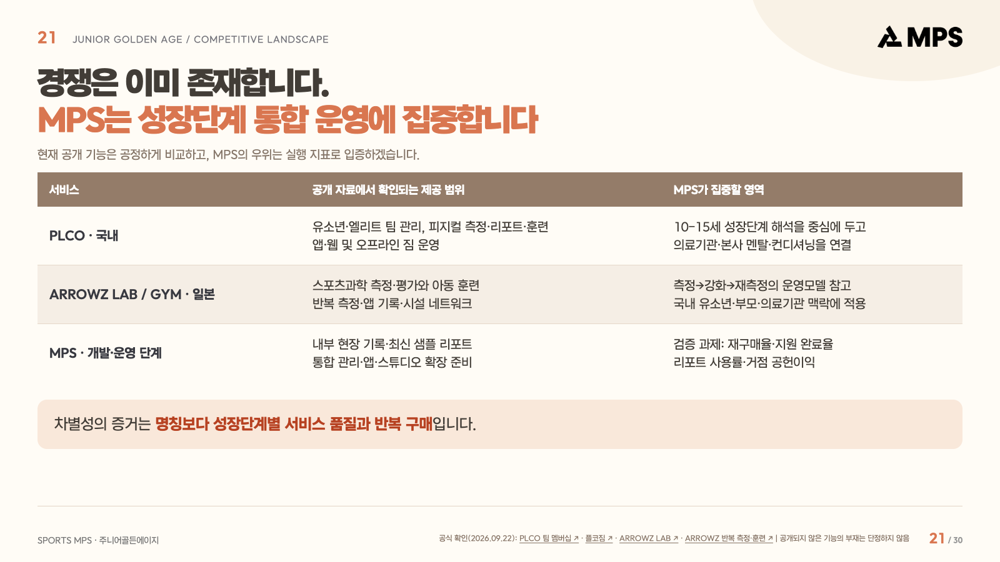 21 JUNIOR GOLDEN AGE / COMPETITIVE LANDSCAPE
MPS
경쟁은 이미 존재합니다.
MPS는 성장단계 통합 운영에 집중합니다
현재 공개 기능은 공정하게 비교하고, MPS의 우위는 실행 지표로 입증하겠습니다.
서비스 공개 자료에서 확인되는 제공 범위 MPS가 집중할 영역
PLCO · 국내
유소년·엘리트 팀 관리, 피지컬 측정·리포트·훈련
앱·웹 및 오프라인 짐 운영
10–15세 성장단계 해석을 중심에 두고
의료기관·본사 멘탈·컨디셔닝을 연결
ARROWZ LAB / GYM · 일본
스포츠과학 측정·평가와 아동 훈련
반복 측정·앱 기록·시설 네트워크
측정→강화→재측정의 운영모델 참고
국내 유소년·부모·의료기관 맥락에 적용
MPS · 개발·운영 단계
내부 현장 기록·최신 샘플 리포트
통합 관리·앱·스튜디오 확장 준비
검증 과제: 재구매율·지원 완료율
리포트 사용률·거점 공헌이익
차별성의 증거는 명칭보다 성장단계별 서비스 품질과 반복 구매입니다.
SPORTS MPS · 주니어골든에이지
공식 확인(2026.09.22): PLCO 팀 멤버십 ↗ · 플코짐 ↗ · ARROWZ LAB ↗ · ARROWZ 반복 측정·훈련 ↗ | 공개되지 않은 기능의 부재는 단정하지 않음
21 / 30